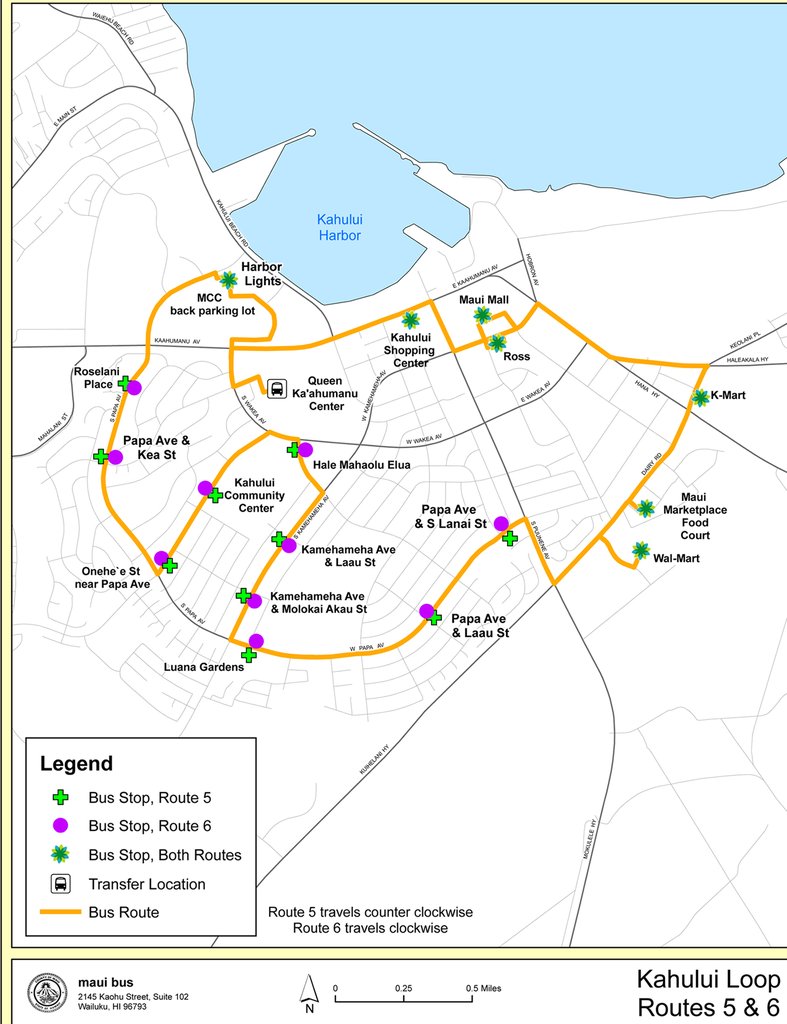 WAIEHU BEACH RD
E MAIN ST
KAHULUI BEACH RD
Kahului
Harbor
HOBRON AV
E KAAHUMANU AV
Harbor
Lights
MCC
back parking lot
Maui Mall
KAAHUMANU AV
Kahului
Shopping
Center
Ross
KEOLANI PL
HALEAKALA HY
Roselani
Place
Queen
Ka'ahumanu
Center
W KAMEHAMEHA AV
E WAKEA AV
HANA HY
K-Mart
S PAPA AV
S WAKEA AV
MAHALANI ST
Papa Ave &
Kea St
W WAKEA AV
Hale Mahaolu Elua
DAIRY RD
Kahului
Community
Center
S KAMEHAMEHA AV
Papa Ave
& S Lanai St
S PUUNENE AV
Maui
Marketplace
Food
Court
Kamehameha Ave
& Laau St
Wal-Mart
Onehe`e St
near Papa Ave
Kamehameha Ave
& Molokai Akau St
S PAPA AV
Papa Ave
& Laau St
W PAPA AV
Luana Gardens
KUIHELANI HY
MOKULELE HY
Legend
Bus Stop, Route 5
Bus Stop, Route 6
Bus Stop, Both Routes
Transfer Location
Bus Route
Route 5 travels counter clockwise
Route 6 travels clockwise
maui bus
2145 Kaohu Street, Suite 102
Wailuku, HI 96793
N
0 0.25 0.5 Miles
Kahului Loop
Routes 5 & 6